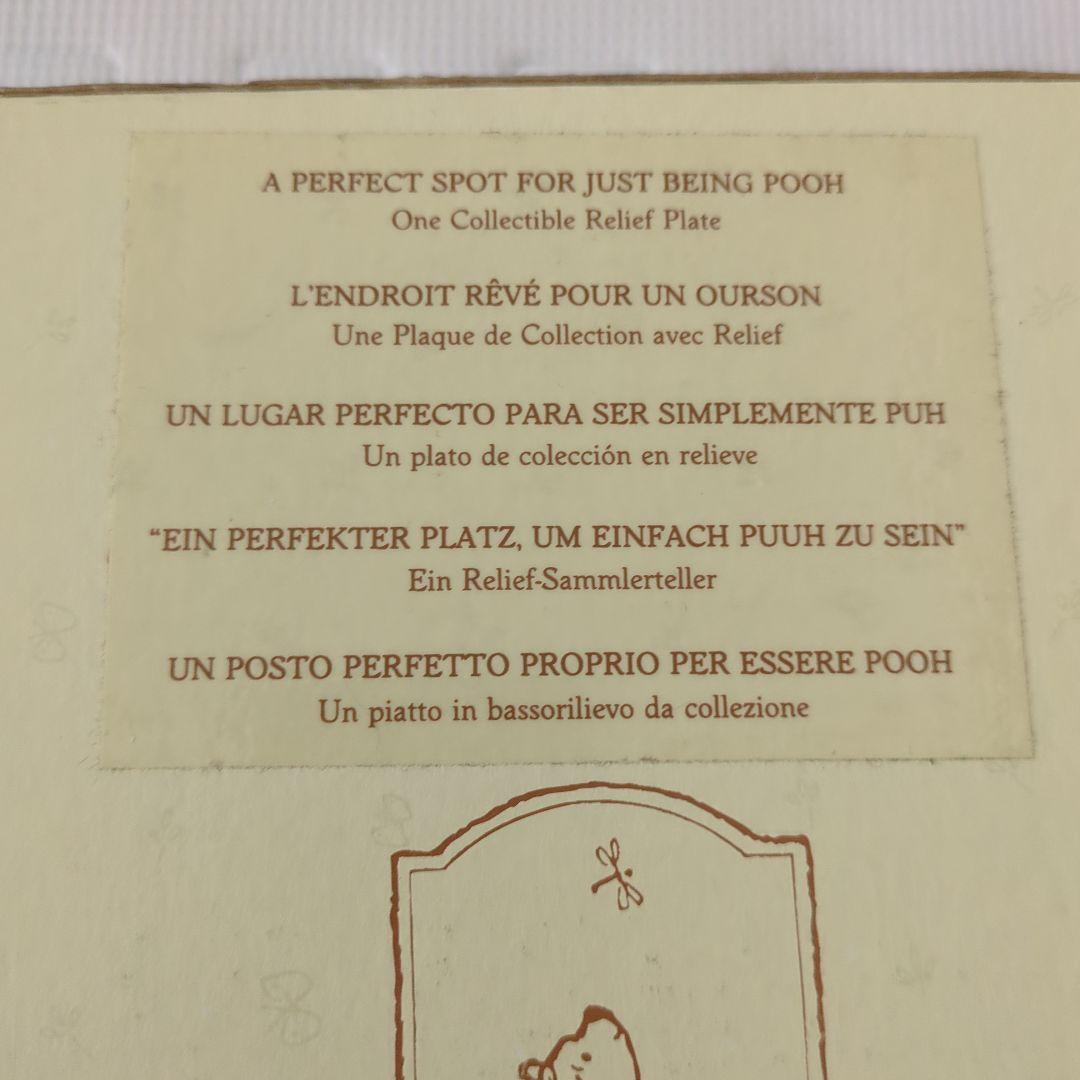 A PERFECT SPOT FOR JUST BEING POOH
One Collectible Relief Plate
L'ENDROIT RÊVÉ POUR UN OURSON
Une Plaque de Collection avec Relief
UN LUGAR PERFECTO PARA SER SIMPLEMENTE PUH
Un plato de colección en relieve
“EIN PERFEKTER PLATZ, UM EINFACH PUUH ZU SEIN”
Ein Relief-Sammlerteller
UN POSTO PERFETTO PROPRIO PER ESSERE POOH
Un piatto in bassorilievo da collezione